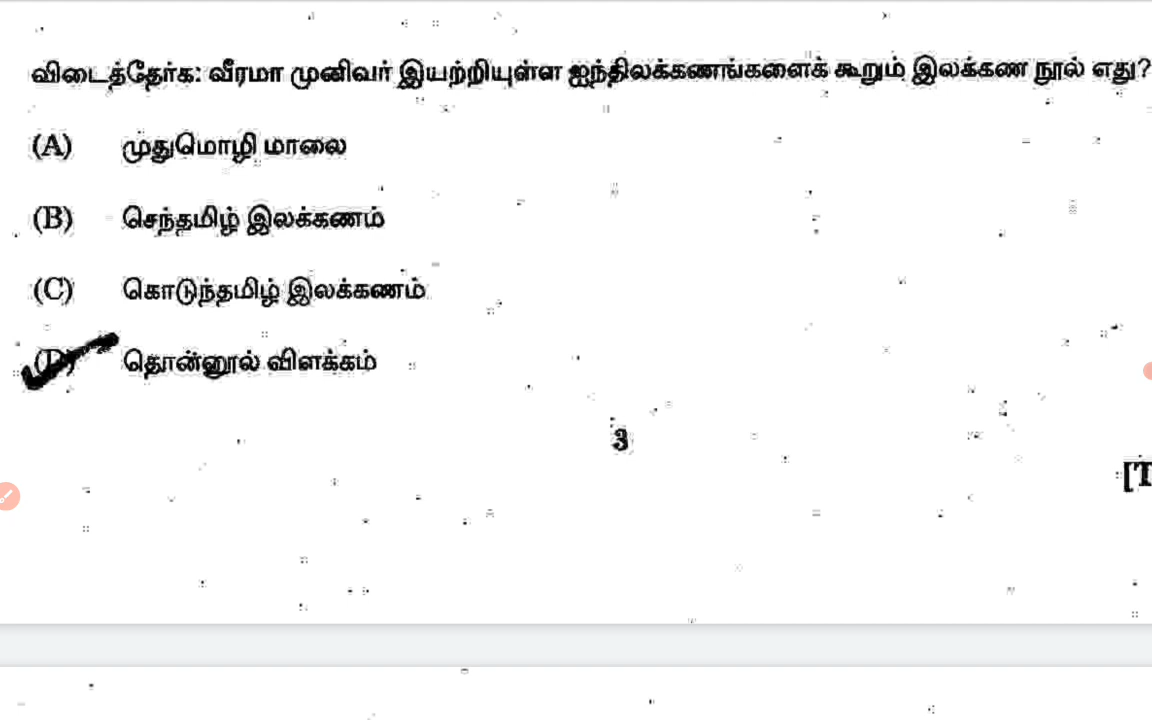 விடைத்தேர்க: வீரமா முனிவர் இயற்றியுள்ள ஐந்திலக்கணங்களைக் கூறும் இலக்கண நூல் எது?
(A) முதுமொழி மாலை
(B) செந்தமிழ் இலக்கணம்
(C) கொடுந்தமிழ் இலக்கணம்
(D) தொன்னூல் விளக்கம்
3
[T